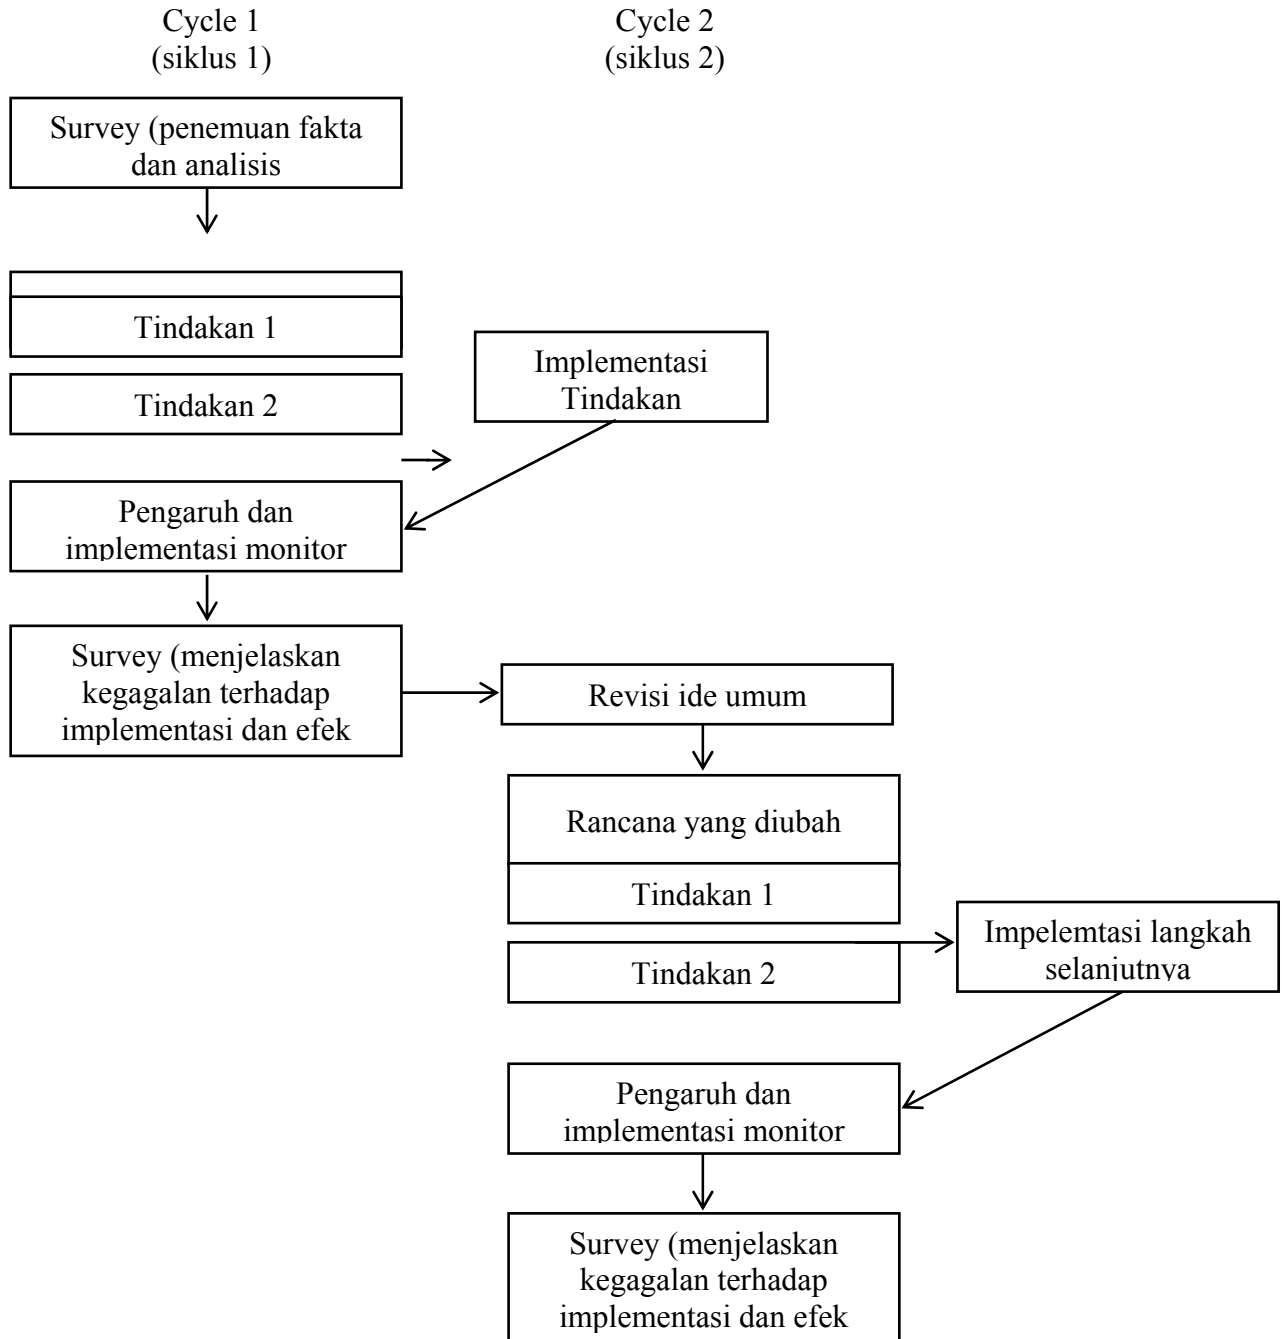 Cycle 1
(siklus 1)
Cycle 2
(siklus 2)
Survey (penemuan fakta
dan analisis
Tindakan 1
Tindakan 2
Implementasi
Tindakan
Pengaruh dan
implementasi monitor
Survey (menjelaskan
kegagalan terhadap
implementasi dan efek
Revisi ide umum
Rancana yang diubah
Tindakan 1
Tindakan 2
Impelemtasi langkah
selanjutnya
Pengaruh dan
implementasi monitor
Survey (menjelaskan
kegagalan terhadap
implementasi dan efek